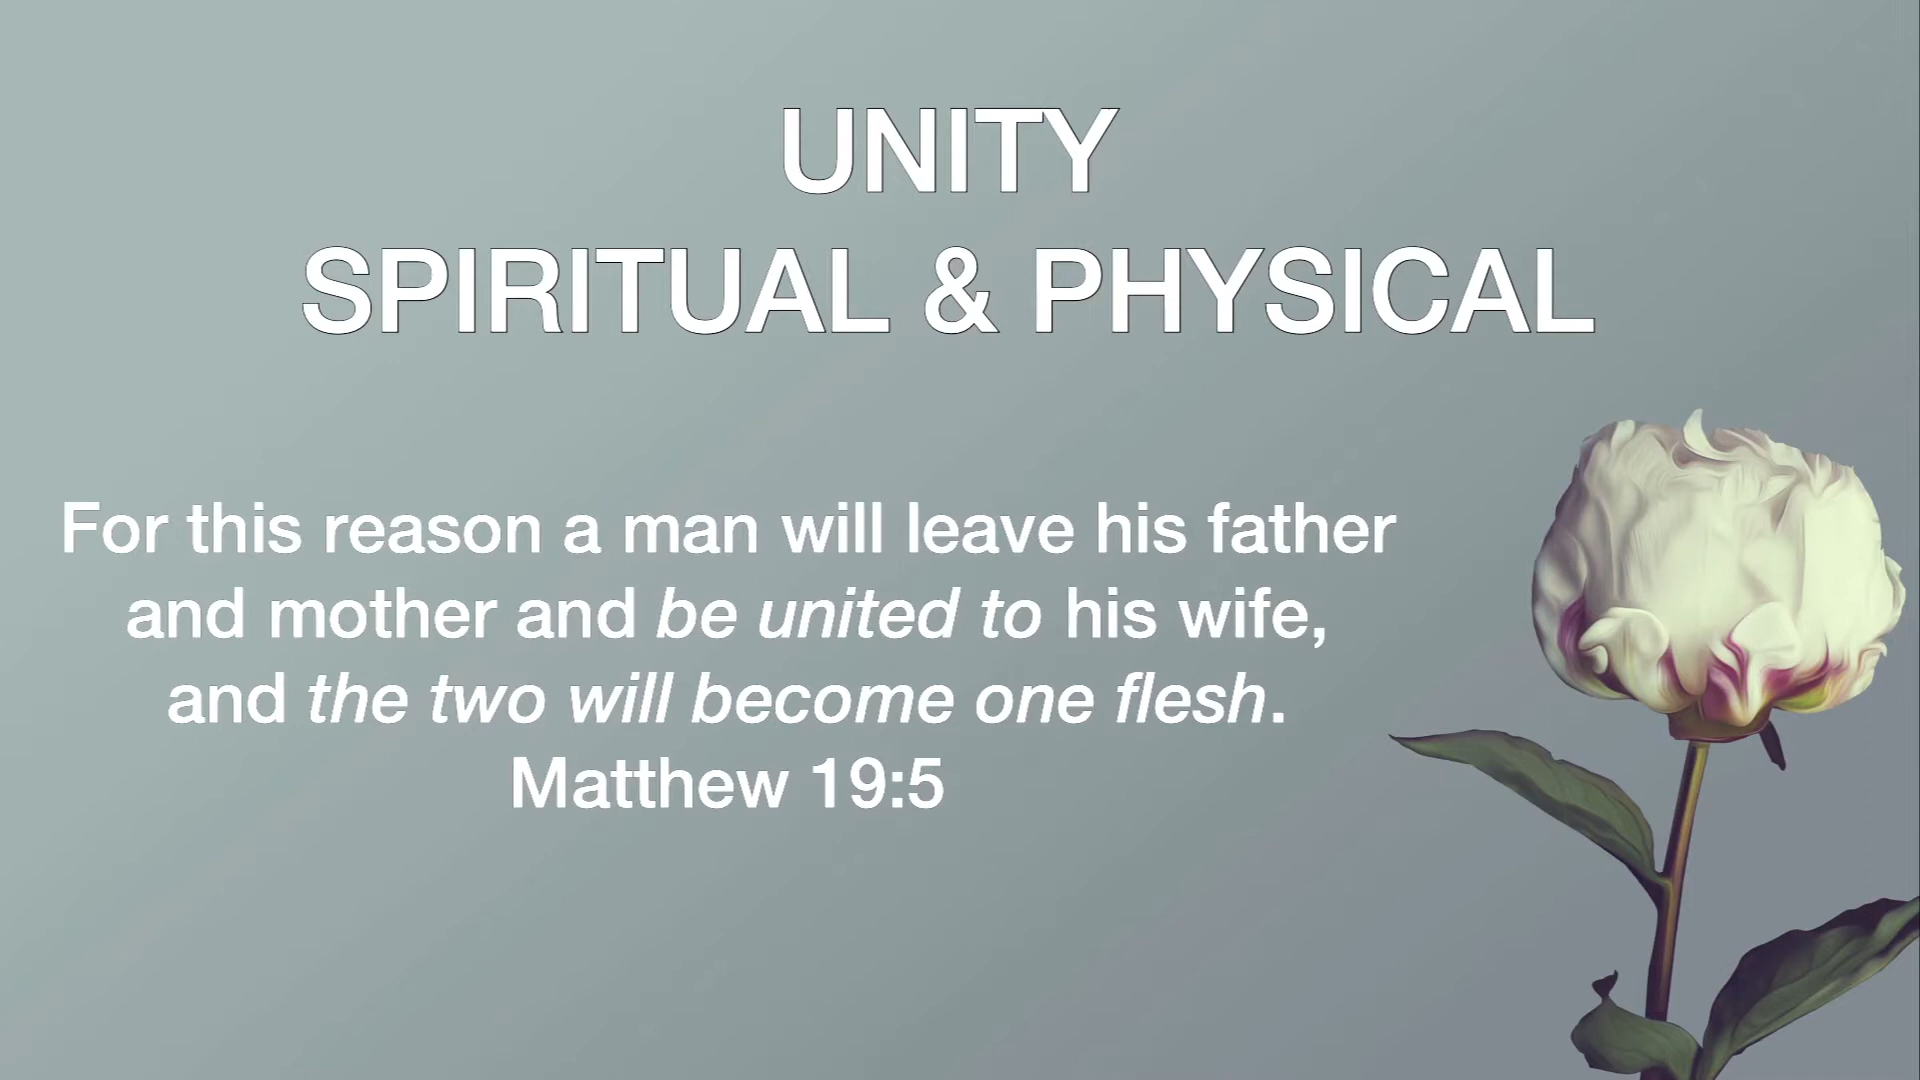 UNITY
SPIRITUAL & PHYSICAL
For this reason a man will leave his father
and mother and be united to his wife,
and the two will become one flesh.
Matthew 19:5